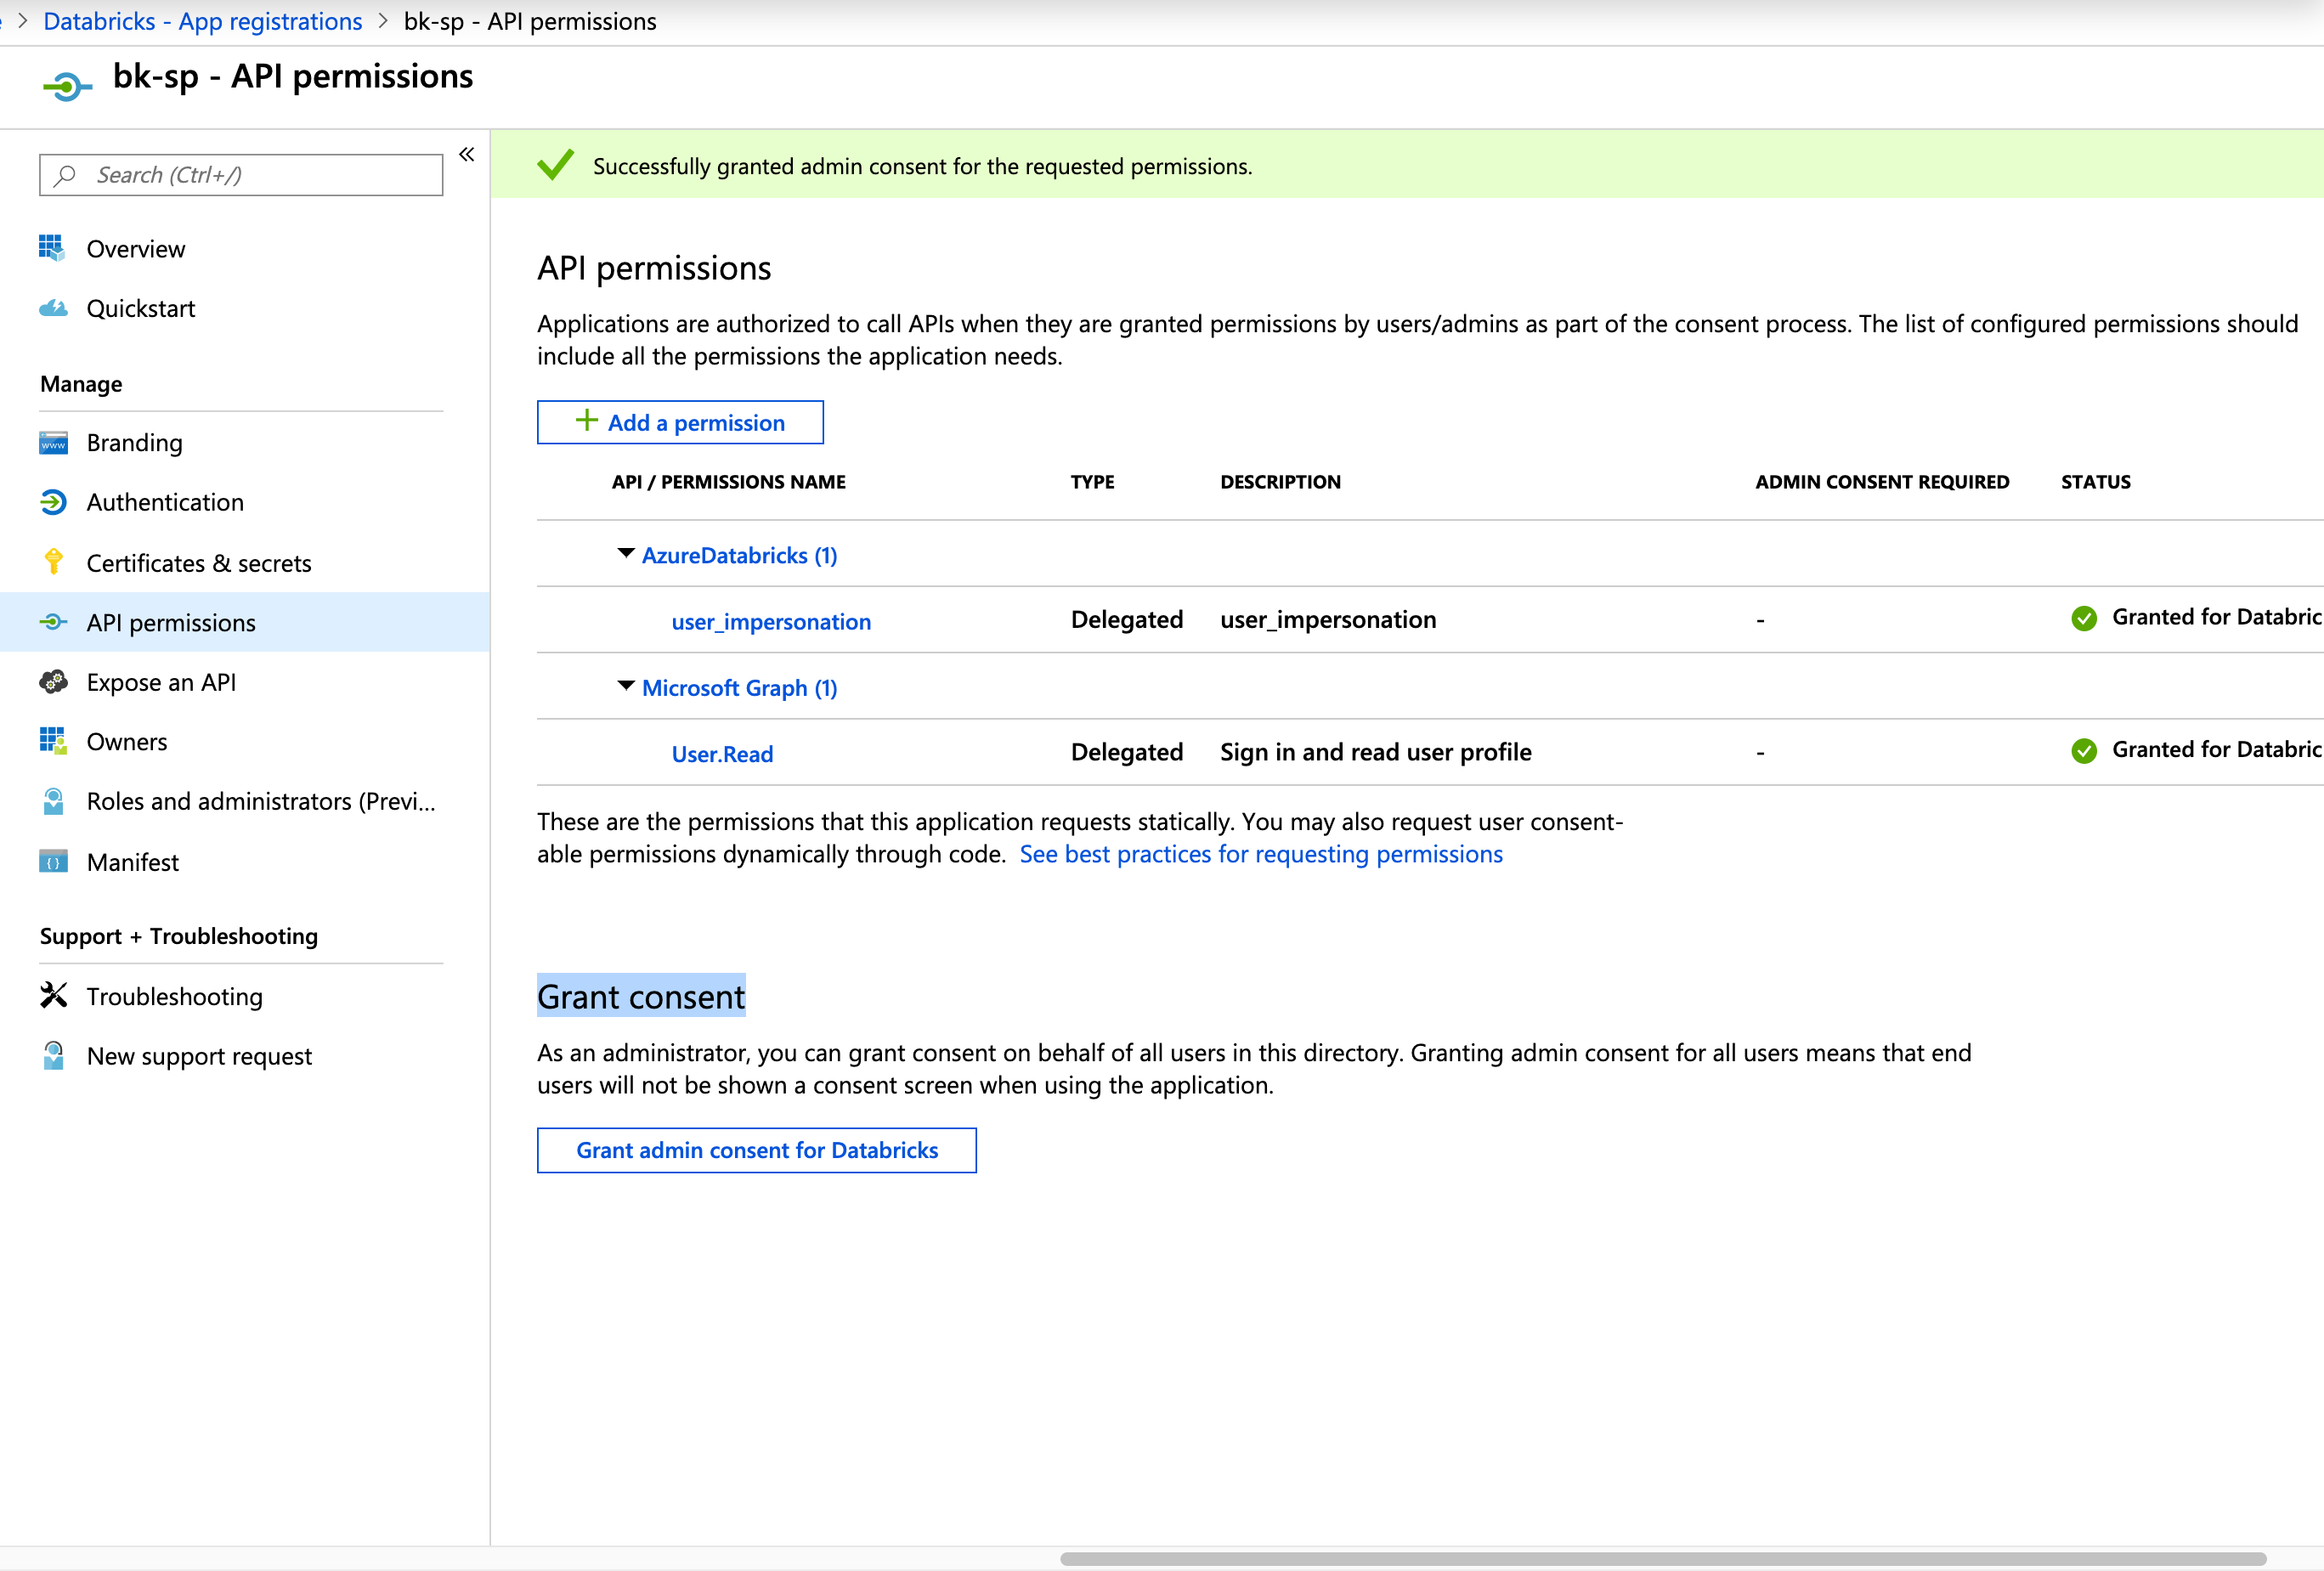 Databricks - App registrations > bk-sp - API permissions
bk-sp - API permissions
«
Search (Ctrl+/)
Overview
Quickstart
Manage
www Branding
Authentication
Certificates & secrets
API permissions
Expose an API
Owners
Roles and administrators (Previ...
Manifest
Support + Troubleshooting
Troubleshooting
New support request
Successfully granted admin consent for the requested permissions.
API permissions
Applications are authorized to call APIs when they are granted permissions by users/admins as part of the consent process. The list of configured permissions should
include all the permissions the application needs.
+ Add a permission
API / PERMISSIONS NAME TYPE DESCRIPTION ADMIN CONSENT REQUIRED STATUS
AzureDatabricks (1)
user_impersonation Delegated user_impersonation - Granted for Databric
Microsoft Graph (1)
User.Read Delegated Sign in and read user profile - Granted for Databric
These are the permissions that this application requests statically. You may also request user consent-
able permissions dynamically through code. See best practices for requesting permissions
Grant consent
As an administrator, you can grant consent on behalf of all users in this directory. Granting admin consent for all users means that end
users will not be shown a consent screen when using the application.
Grant admin consent for Databricks